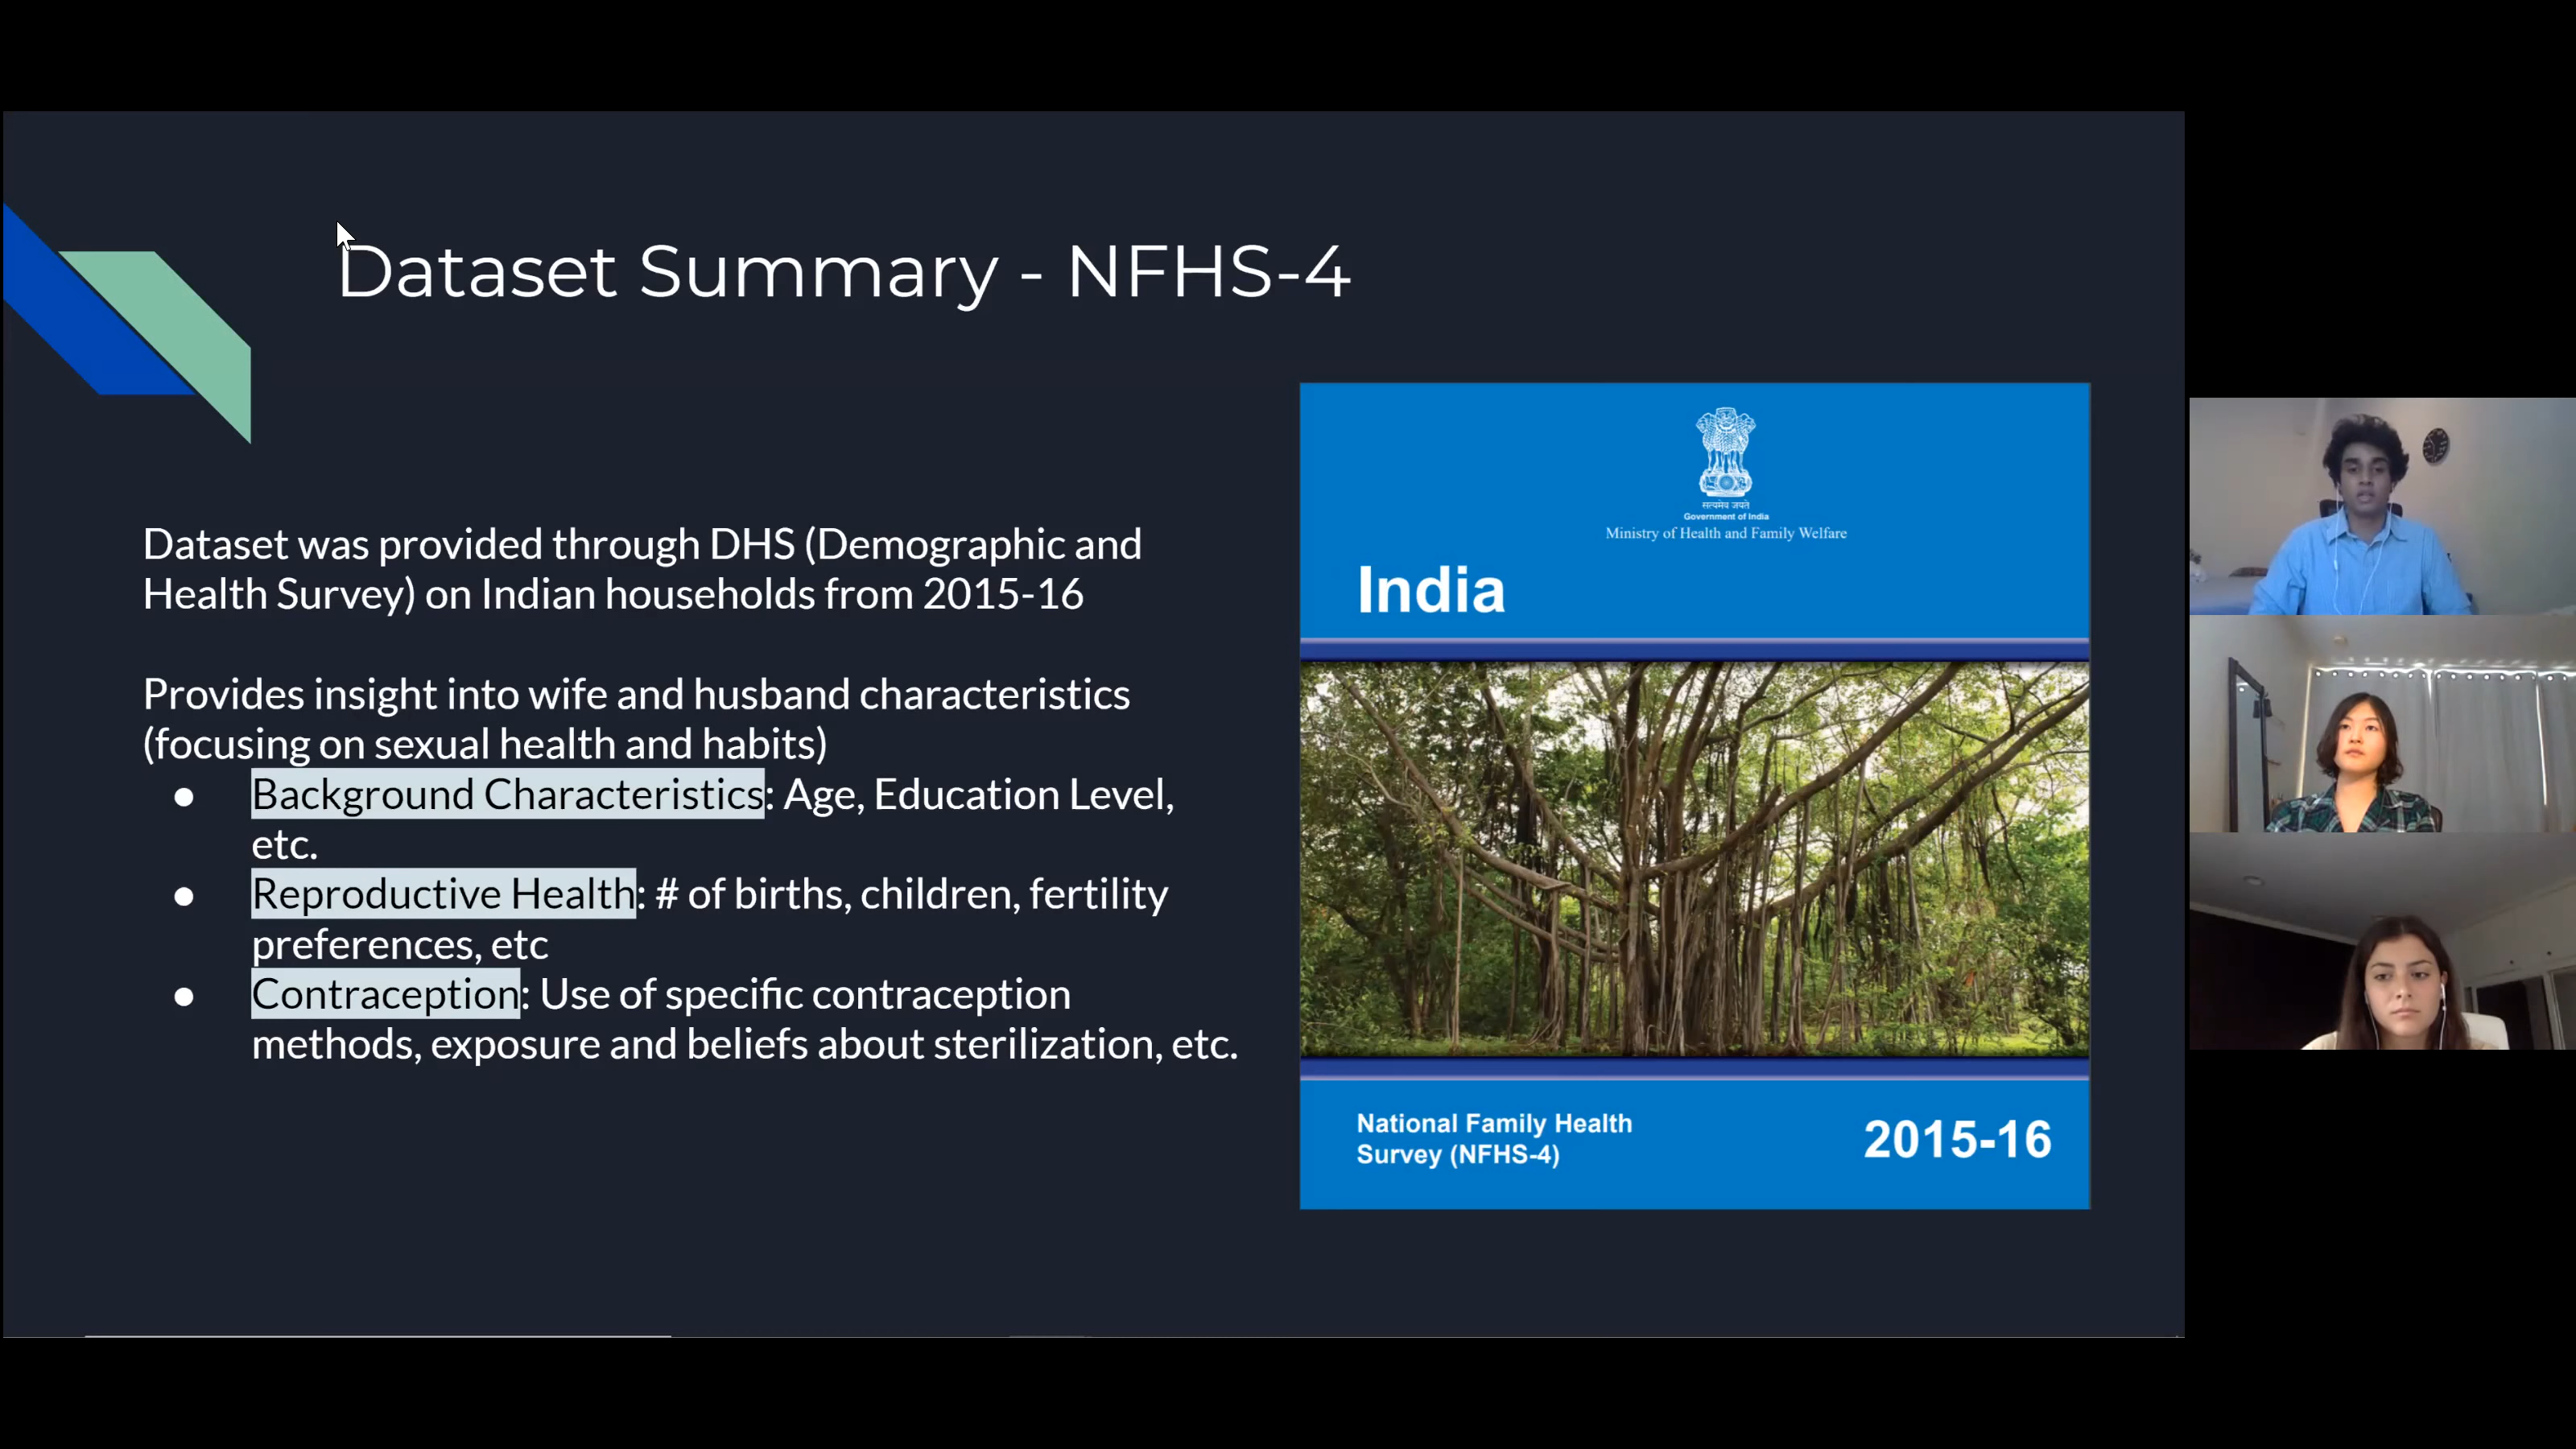 Dataset Summary - NFHS-4
Dataset was provided through DHS (Demographic and
Health Survey) on Indian households from 2015-16
Provides insight into wife and husband characteristics
(focusing on sexual health and habits)
● Background Characteristics: Age, Education Level,
etc.
● Reproductive Health: # of births, children, fertility
preferences, etc
● Contraception: Use of specific contraception
methods, exposure and beliefs about sterilization, etc.
सत्यमेव जयते
Government of India
Ministry of Health and Family Welfare
India
National Family Health
Survey (NFHS-4)
2015-16